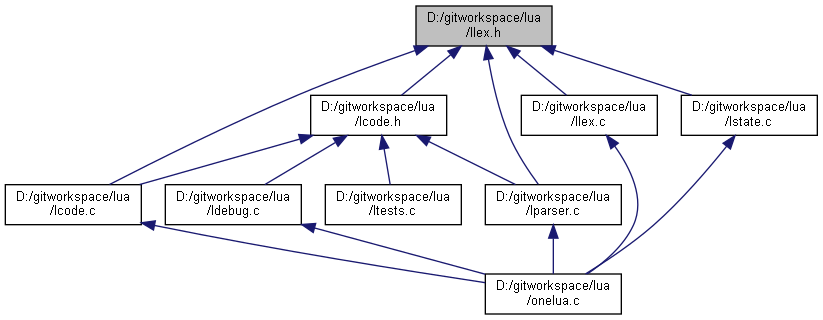 D:/gitworkspace/lua
/llex.h
D:/gitworkspace/lua
/lcode.h
D:/gitworkspace/lua
/llex.c
D:/gitworkspace/lua
/lstate.c
D:/gitworkspace/lua
/lcode.c
D:/gitworkspace/lua
/ldebug.c
D:/gitworkspace/lua
/ltests.c
D:/gitworkspace/lua
/lparser.c
D:/gitworkspace/lua
/onelua.c